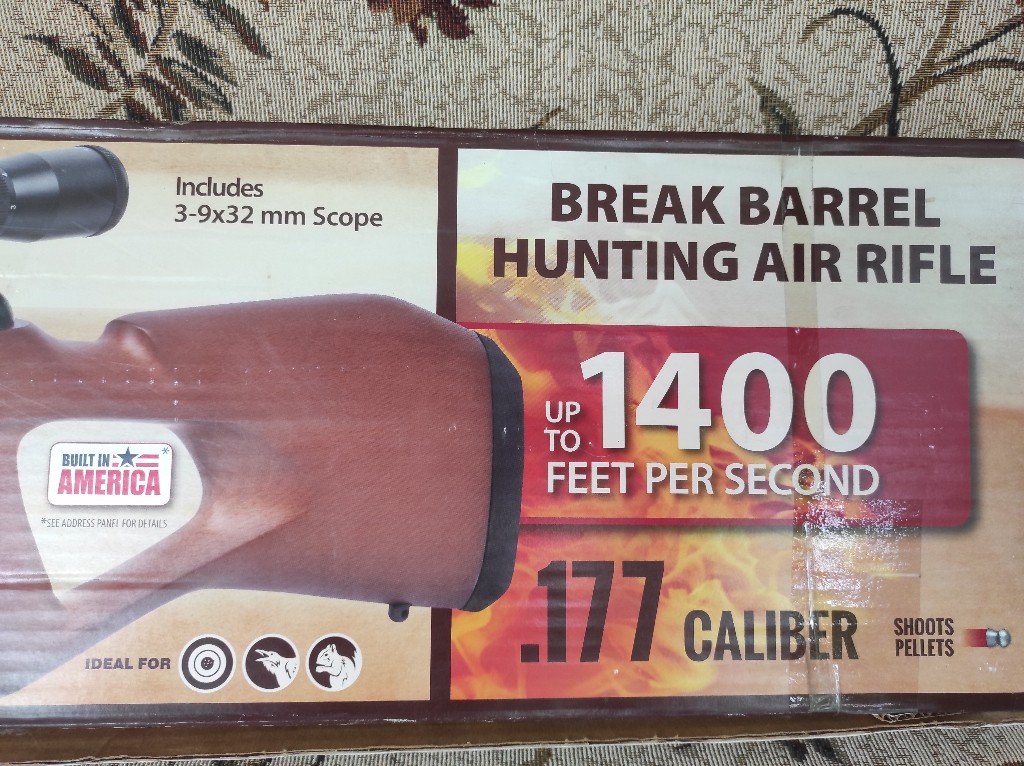 Includes
3-9x32 mm Scope
BUILT IN
AMERICA*
*SEE ADDRESS PANEL FOR DETAILS
IDEAL FOR
BREAK BARREL
HUNTING AIR RIFLE
UP TO 1400
FEET PER SECOND
.177 CALIBER
SHOOTS
PELLETS